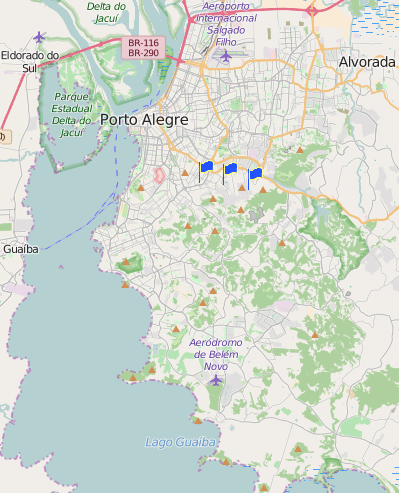 Delta do
Jacuí
Aeroporto
Internacional
Salgado
Filho
BR-116
BR-290
Eldorado do
Sul
Alvorada
Parque
Estadual
Delta do
Jacuí
Porto Alegre
Guaíba
Aeródromo
de Belém
Novo
Lago Guaíba